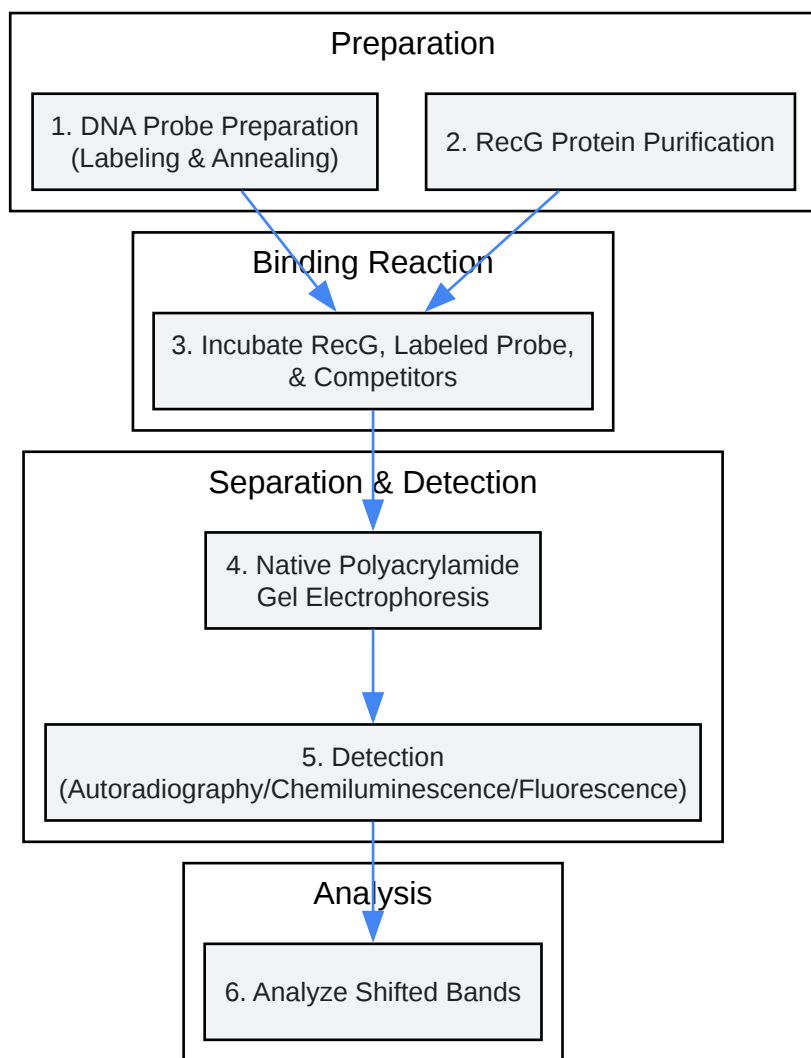 Preparation
1. DNA Probe Preparation
(Labeling & Annealing)
2. RecG Protein Purification
Binding Reaction
3. Incubate RecG, Labeled Probe,
& Competitors
Separation & Detection
4. Native Polyacrylamide
Gel Electrophoresis
5. Detection
(Autoradiography/Chemiluminescence/Fluorescence)
Analysis
6. Analyze Shifted Bands